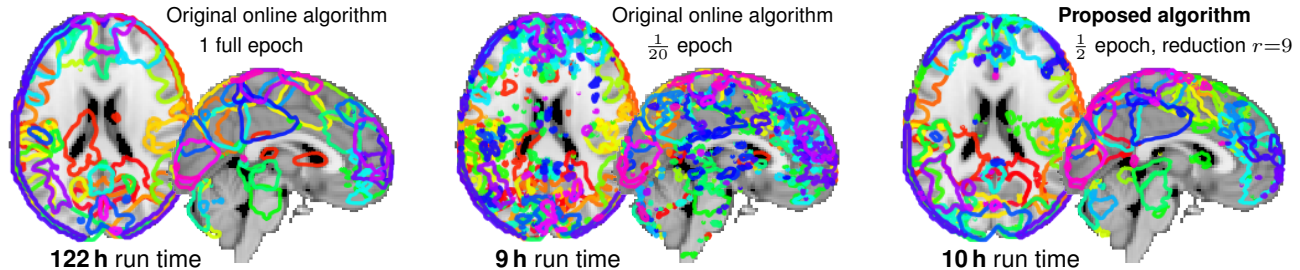 Original online algorithm
1 full epoch
122 h run time
Original online algorithm
1/20 epoch
9 h run time
Proposed algorithm
1/2 epoch, reduction r=9
10 h run time